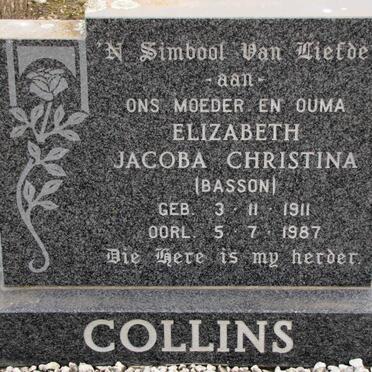 'N Simbool Van Liefde
-aan-
ONS MOEDER EN OUMA
ELIZABETH
JACOBA CHRISTINA
(BASSON)
GEB. 3·11·1911
OORL. 5·7·1987
Die Here is my herder.
COLLINS